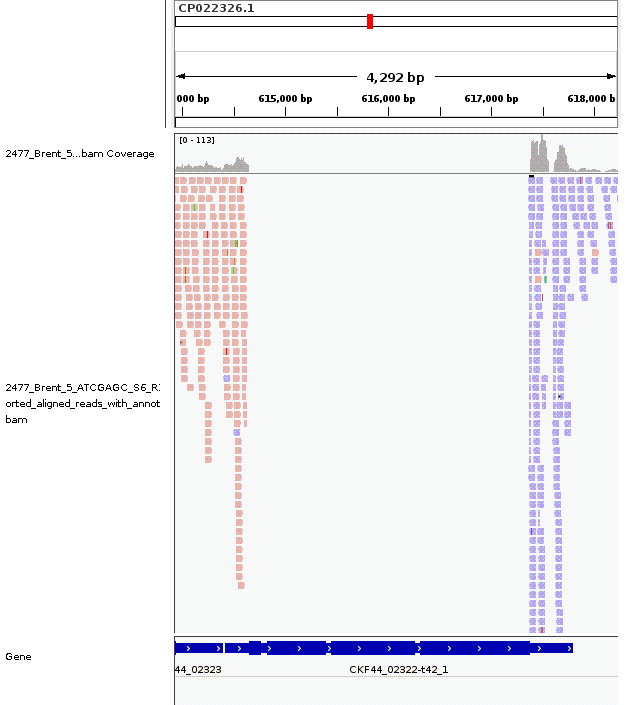 CP022326.1
4,292 bp
000 bp 615,000 bp 616,000 bp 617,000 bp 618,000 b
[0 - 113]
2477_Brent_5...bam Coverage
2477_Brent_5_ATCGAGC_S6_R
orted_aligned_reads_with_annot
bam
Gene
44_02323 CKF44_02322-t42_1